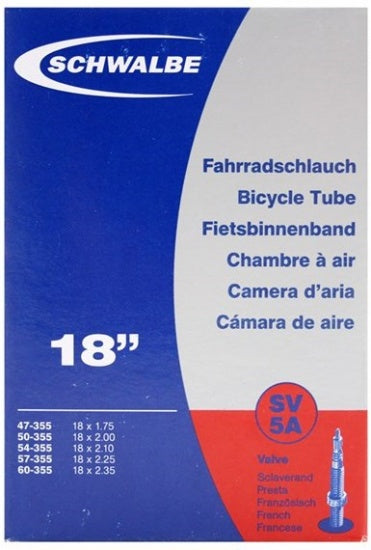 SCHWALBE
Fahrradschlauch
Bicycle Tube
Fietsbinnenband
Chambre à air
Camera d'aria
Cámara de aire
18”
47-355 18 x 1.75
50-355 18 x 2.00
54-355 18 x 2.10
57-355 18 x 2.25
60-355 18 x 2.35
SV
5A
Valve
Sclaverand
Presta
Französisch
French
Francese